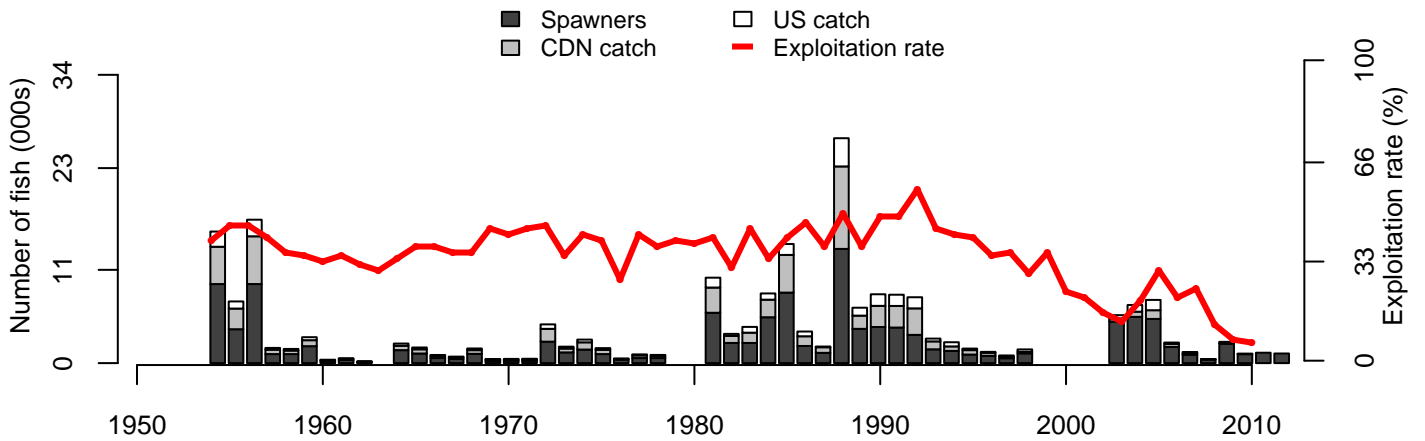 Spawners
CDN catch
US catch
Exploitation rate
Number of fish (000s)
34
23
11
0
Exploitation rate (%)
100
66
33
0
1950 1960 1970 1980 1990 2000 2010